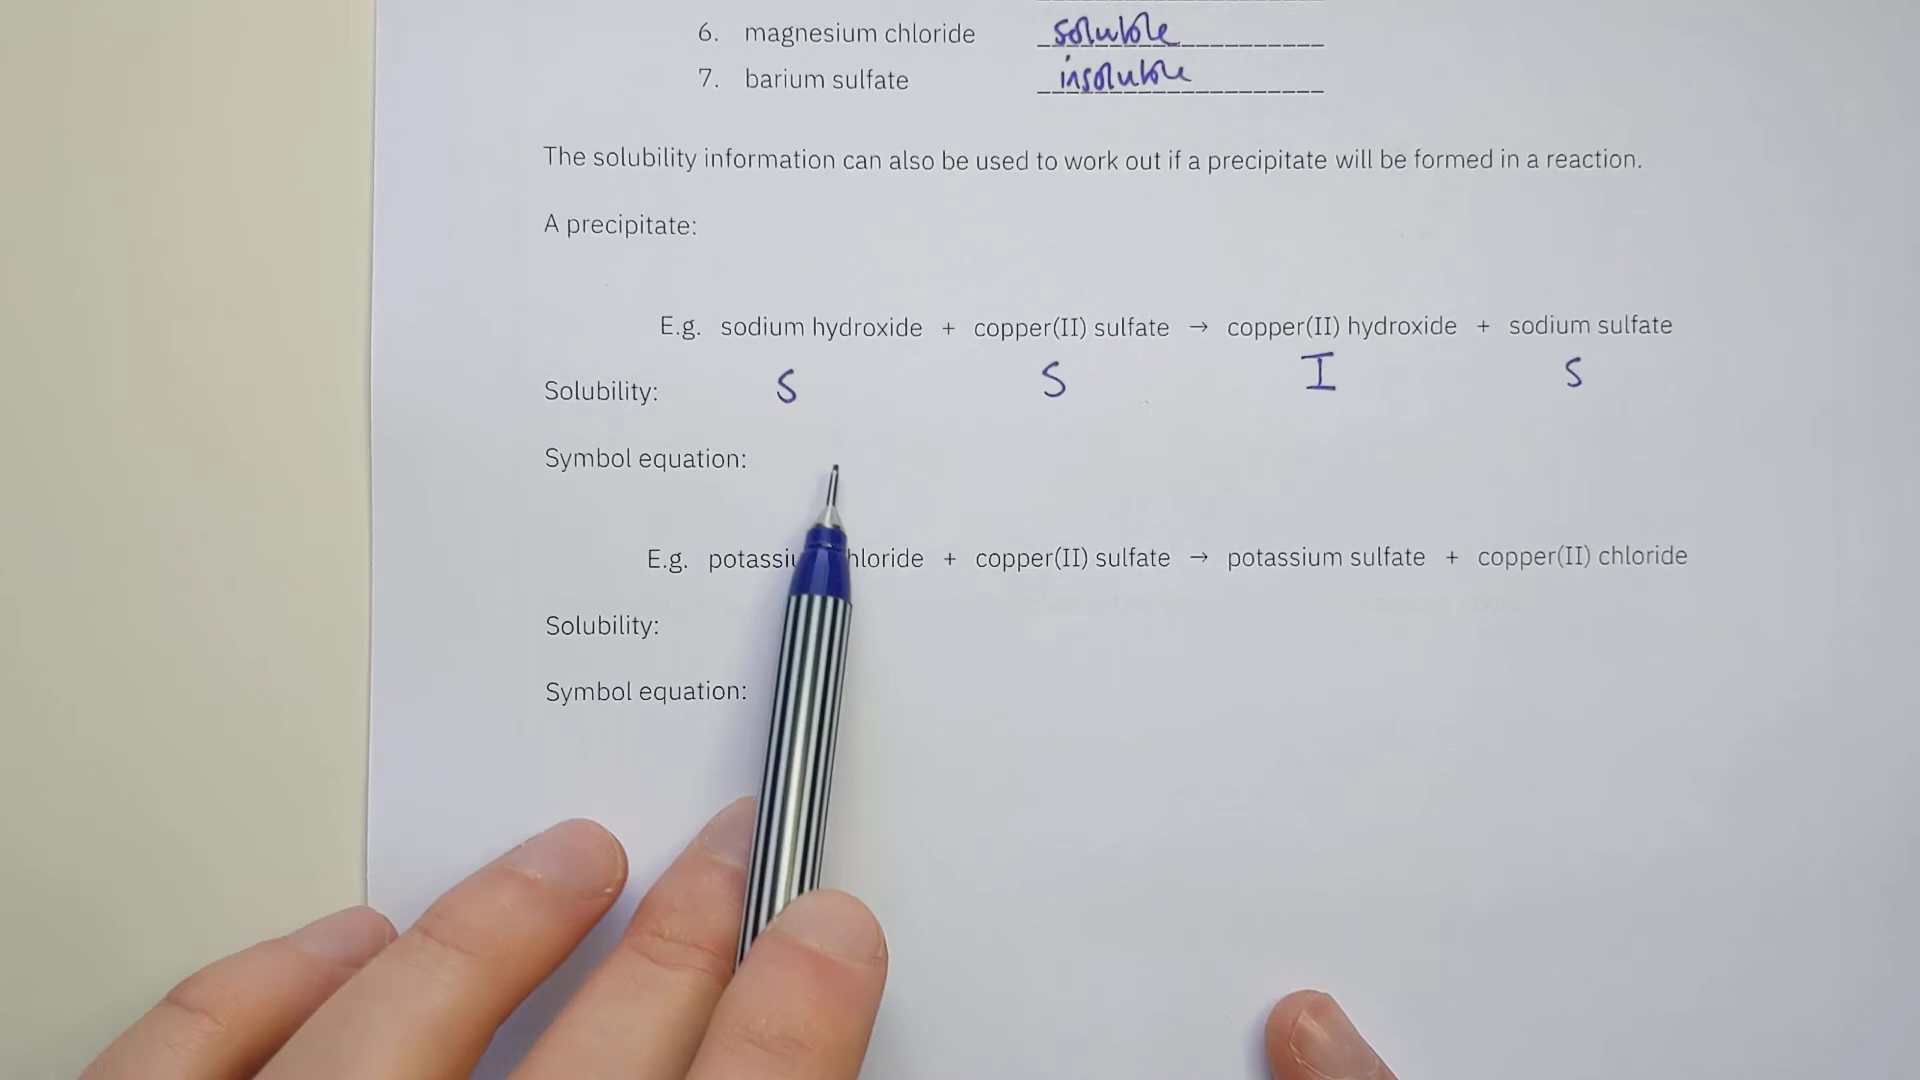 6. magnesium chloride soluble
7. barium sulfate insoluble
The solubility information can also be used to work out if a precipitate will be formed in a reaction.
A precipitate:
E.g. sodium hydroxide + copper(II) sulfate → copper(II) hydroxide + sodium sulfate
Solubility: S S I S
Symbol equation:
E.g. potassiu hloride + copper(II) sulfate → potassium sulfate + copper(II) chloride
Solubility:
Symbol equation: